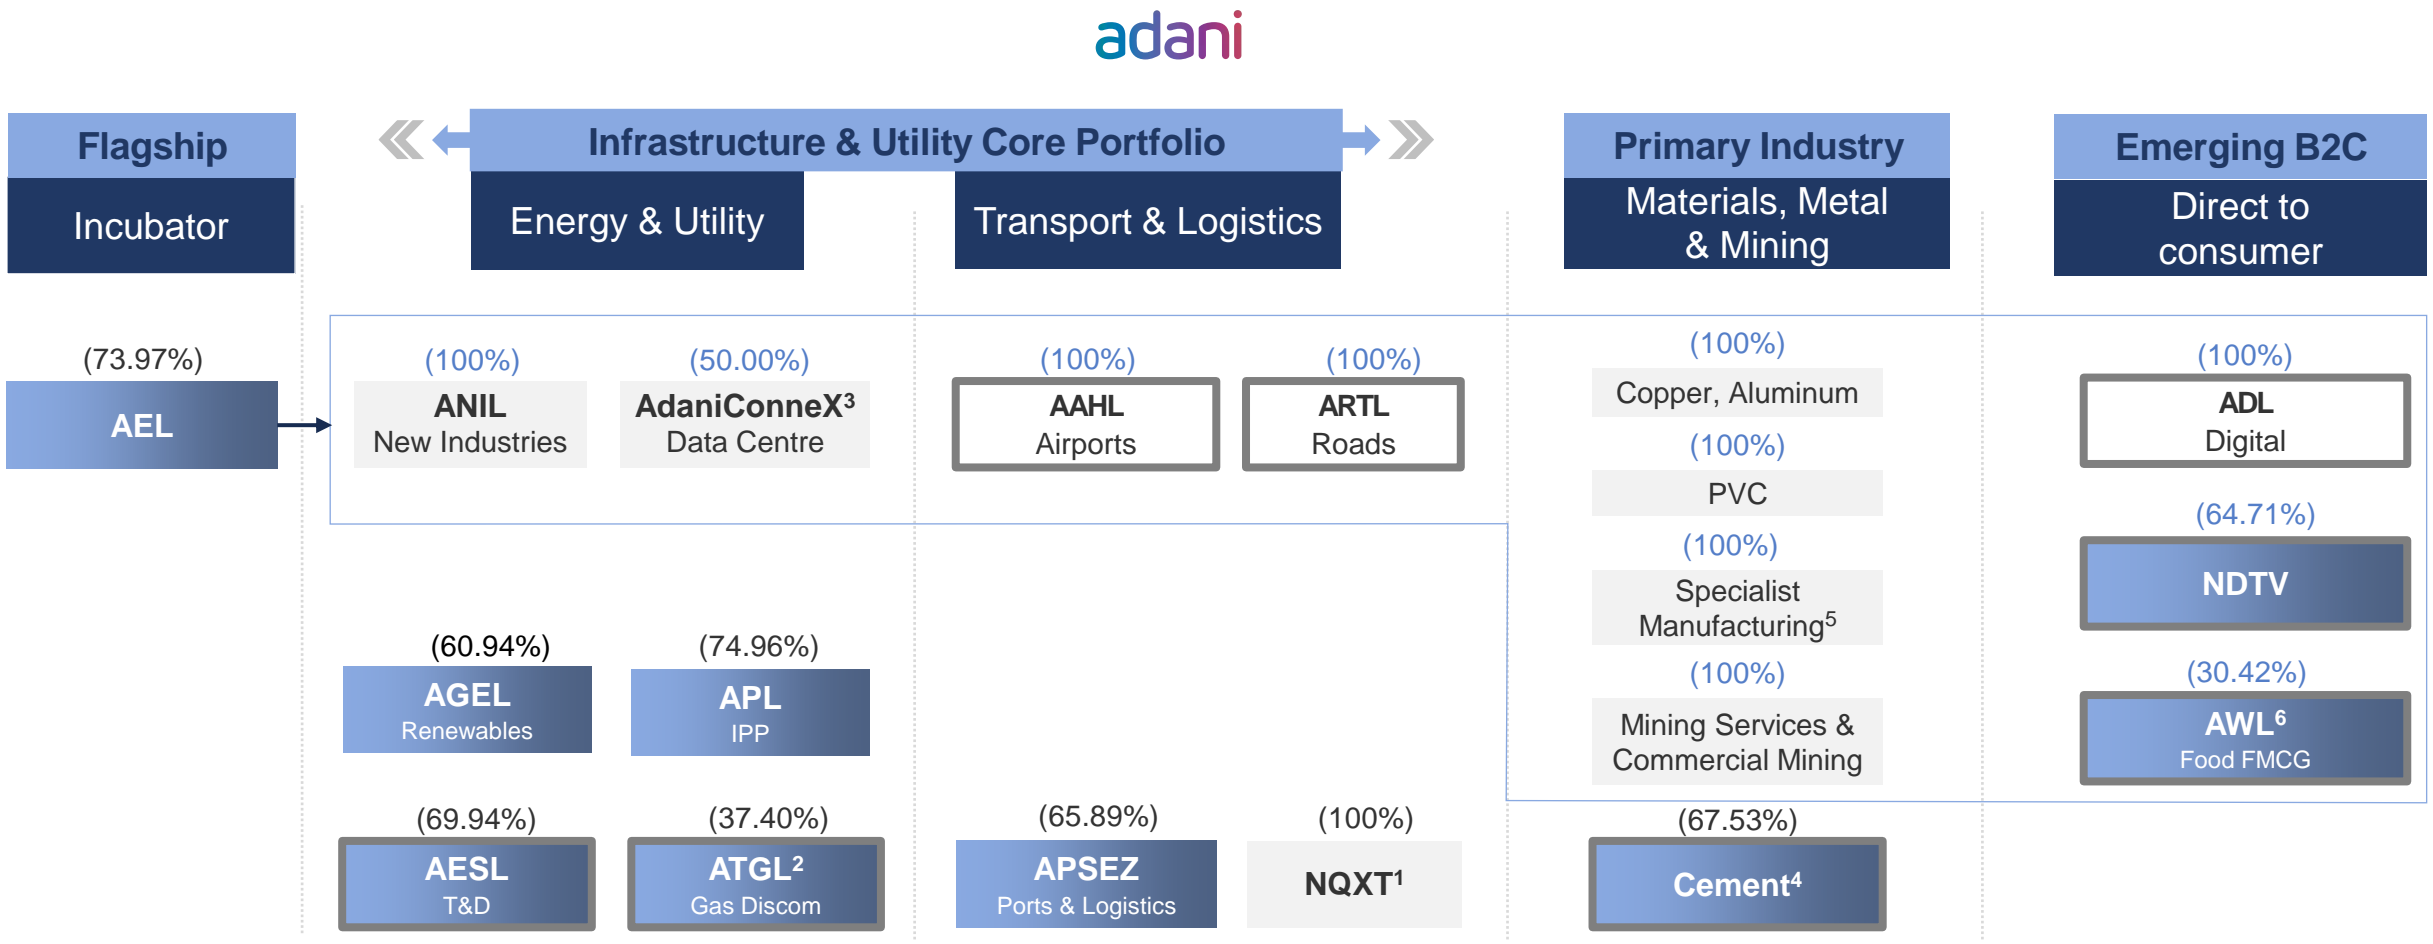 adani
Flagship
Incubator
Infrastructure & Utility Core Portfolio
Energy & Utility
Transport & Logistics
Primary Industry
Materials, Metal
& Mining
Emerging B2C
Direct to
consumer
(73.97%)
AEL
(100%)
ANIL
New Industries
(50.00%)
AdaniConneX³
Data Centre
(100%)
AAHL
Airports
(100%)
ARTL
Roads
(100%)
Copper, Aluminum
(100%)
PVC
(100%)
Specialist
Manufacturing⁵
(100%)
Mining Services &
Commercial Mining
(100%)
ADL
Digital
(64.71%)
NDTV
(30.42%)
AWL⁶
Food FMCG
(60.94%)
AGEL
Renewables
(74.96%)
APL
IPP
(69.94%)
AESL
T&D
(37.40%)
ATGL²
Gas Discom
(65.89%)
APSEZ
Ports & Logistics
(100%)
NQXT¹
(67.53%)
Cement⁴